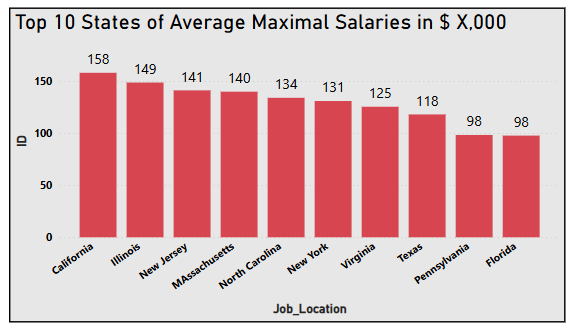 Top 10 States of Average Maximal Salaries in $ X,000
158
149
141
140
134
131
125
118
98
98
150
100
50
0
ID
California
Illinois
New Jersey
MAssachusetts
North Carolina
New York
Virginia
Texas
Pennsylvania
Florida
Job_Location